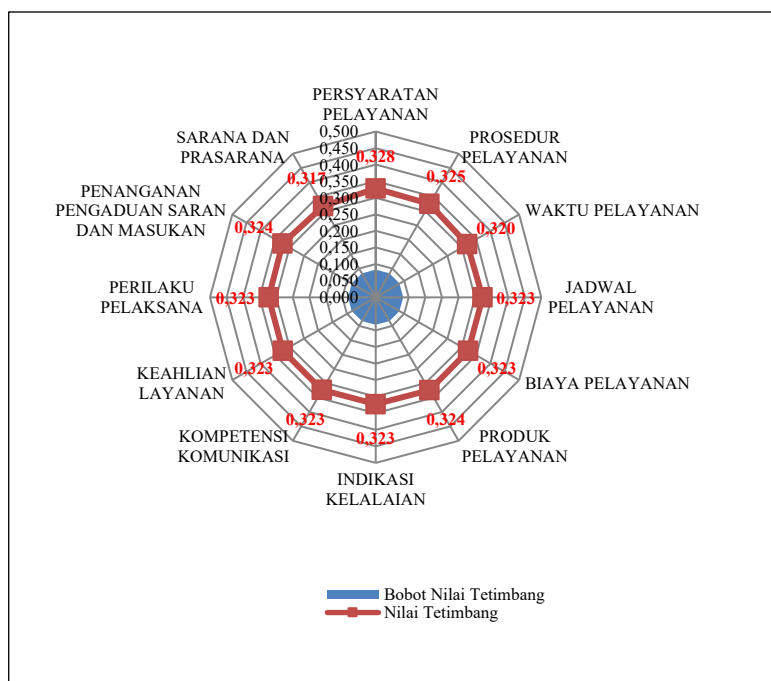 PERSYARATAN
PELAYANAN
PROSEDUR
PELAYANAN
WAKTU PELAYANAN
JADWAL
PELAYANAN
BIAYA PELAYANAN
PRODUK
PELAYANAN
INDIKASI
KELALAIAN
KOMPETENSI
KOMUNIKASI
KEAHLIAN
LAYANAN
PERILAKU
PELAKSANA
PENANGANAN
PENGADUAN SARAN
DAN MASUKAN
SARANA DAN
PRASARANA
0,500
0,450
0,400
0,350
0,300
0,250
0,200
0,150
0,100
0,050
0,000
0,328
0,325
0,320
0,323
0,323
0,324
0,323
0,323
0,323
0,323
0,324
0,317
Bobot Nilai Tetimbang
Nilai Tetimbang